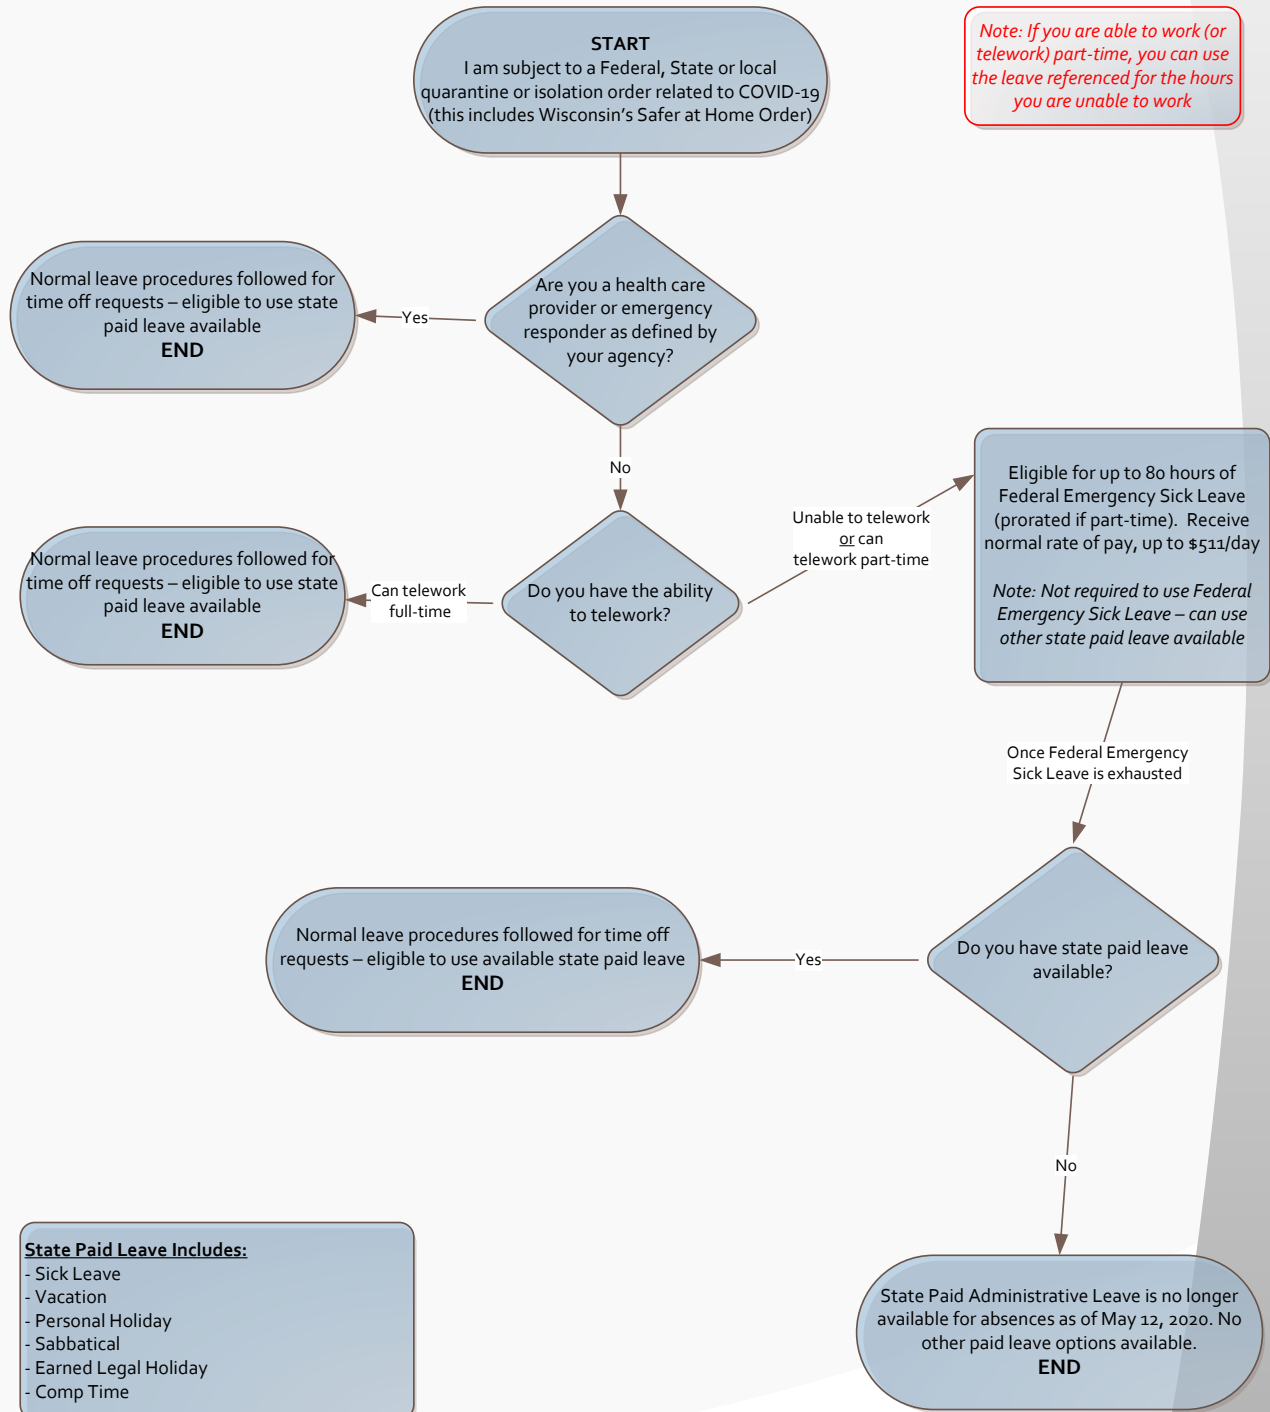 START
I am subject to a Federal, State or local
quarantine or isolation order related to COVID-19
(this includes Wisconsin's Safer at Home Order)
Note: If you are able to work (or
telework) part-time, you can use
the leave referenced for the hours
you are unable to work
Normal leave procedures followed for
time off requests – eligible to use state
paid leave available
END
Yes
Are you a health care
provider or emergency
responder as defined by
your agency?
No
Normal leave procedures followed for
time off requests – eligible to use state
paid leave available
END
Can telework
full-time
Do you have the ability
to telework?
Unable to telework
or can
telework part-time
Eligible for up to 80 hours of
Federal Emergency Sick Leave
(prorated if part-time).  Receive
normal rate of pay, up to $511/day
Note: Not required to use Federal
Emergency Sick Leave – can use
other state paid leave available
Once Federal Emergency
Sick Leave is exhausted
Normal leave procedures followed for time off
requests – eligible to use available state paid leave
END
Yes
Do you have state paid leave
available?
No
State Paid Leave Includes:
- Sick Leave
- Vacation
- Personal Holiday
- Sabbatical
- Earned Legal Holiday
- Comp Time
State Paid Administrative Leave is no longer
available for absences as of May 12, 2020. No
other paid leave options available.
END